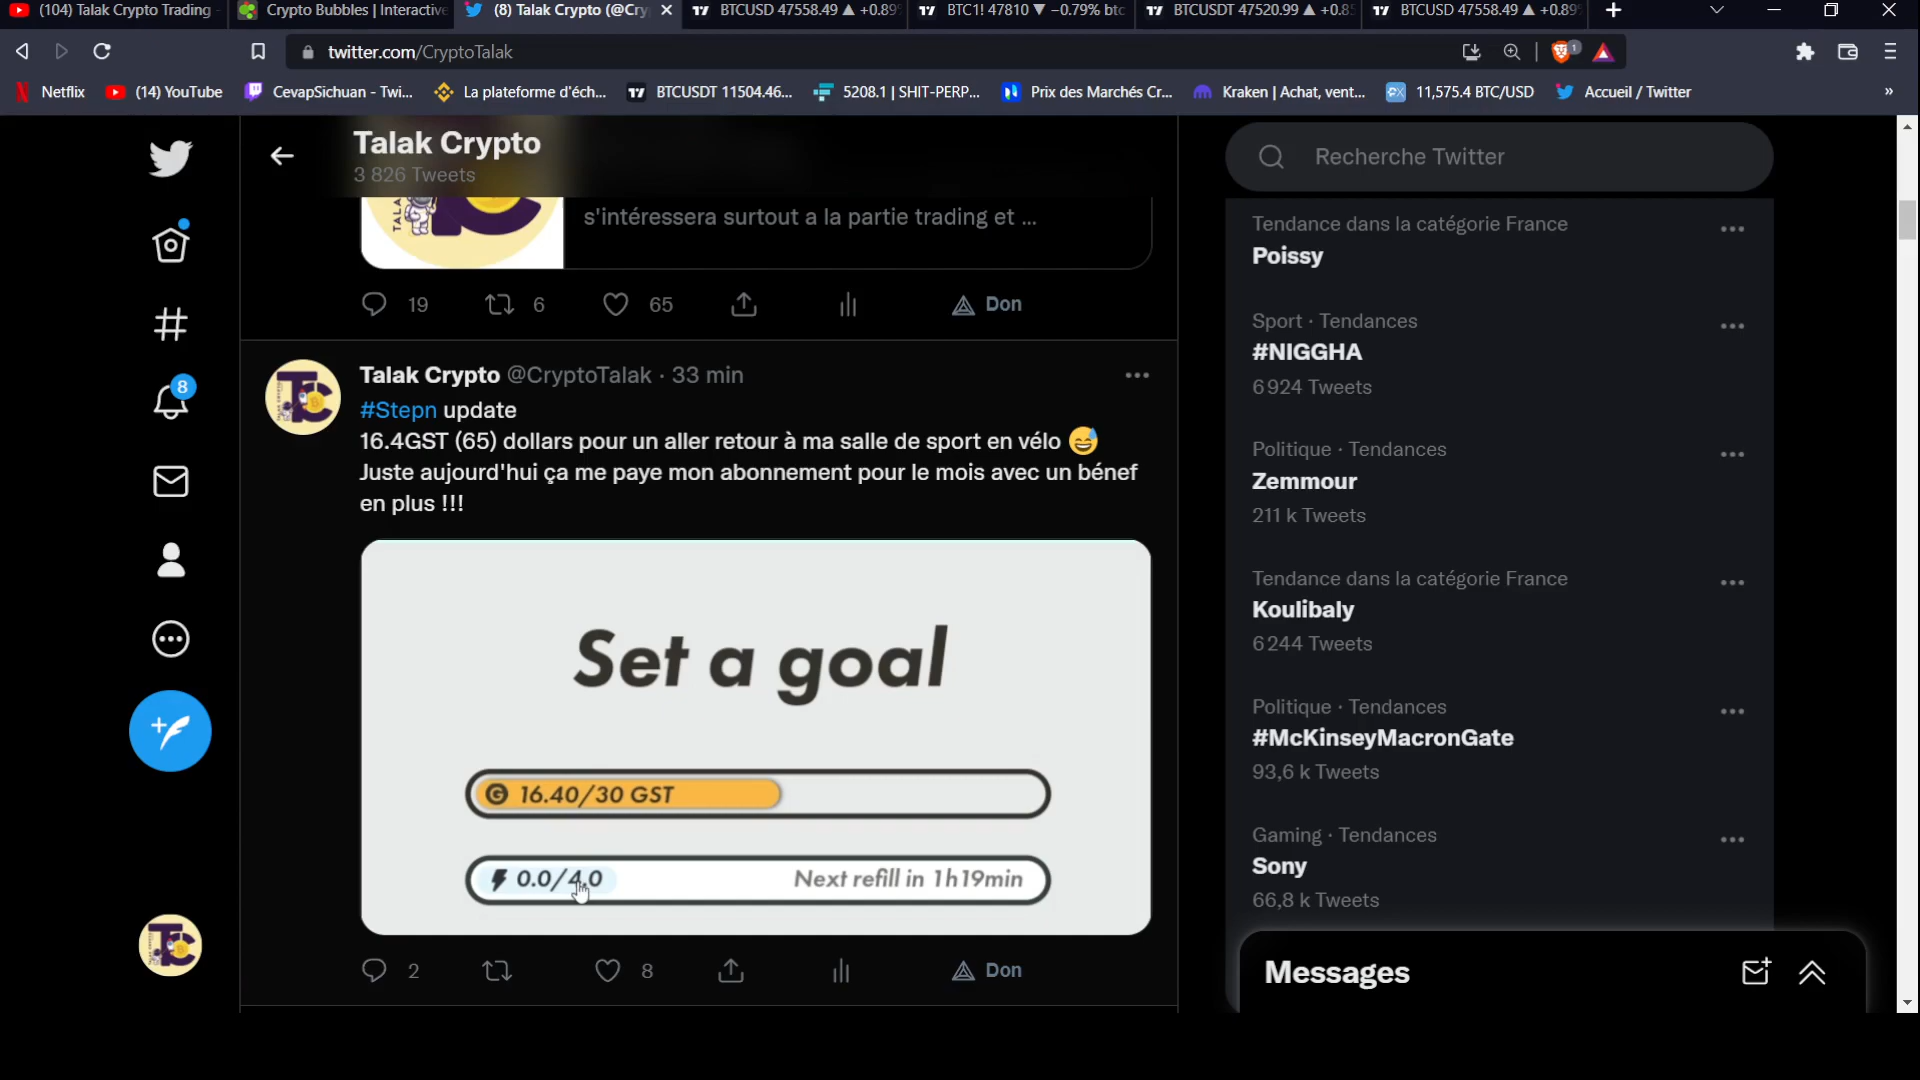 (104) Talak Crypto Trading
Crypto Bubbles | Interactive
(8) Talak Crypto (@Cry
BTCUSD 47558.49 ▲ +0.89
BTC1! 47810 ▼ −0.79% btc
BTCUSDT 47520.99 ▲ +0.8
BTCUSD 47558.49 ▲ +0.89
twitter.com/CryptoTalak
1
Netflix
(14) YouTube
CevapSichuan - Twi...
La plateforme d'éch...
BTCUSDT 11504.46...
5208.1 | SHIT-PERP...
Prix des Marchés Cr...
Kraken | Achat, vent...
11,575.4 BTC/USD
Accueil / Twitter
»
Talak Crypto
3 826 Tweets
s'intéressera surtout a la partie trading et ...
19
6
65
Don
8
Talak Crypto @CryptoTalak · 33 min
#Stepn update
16.4GST (65) dollars pour un aller retour à ma salle de sport en vélo 😅
Juste aujourd'hui ça me paye mon abonnement pour le mois avec un bénef
en plus !!!
Set a goal
16.40/30 GST
0.0/4.0
Next refill in 1h19min
2
8
Don
Recherche Twitter
Tendance dans la catégorie France
Poissy
Sport · Tendances
#NIGGHA
6 924 Tweets
Politique · Tendances
Zemmour
211 k Tweets
Tendance dans la catégorie France
Koulibaly
6 244 Tweets
Politique · Tendances
#McKinseyMacronGate
93,6 k Tweets
Gaming · Tendances
Sony
66,8 k Tweets
Messages